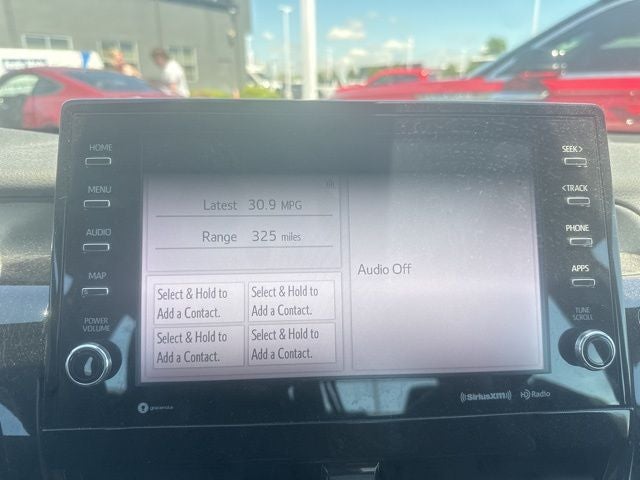 HOME
MENU
AUDIO
MAP
POWER
VOLUME
Latest 30.9 MPG
Range 325 miles
Select & Hold to
Add a Contact.
Select & Hold to
Add a Contact.
Select & Hold to
Add a Contact.
Select & Hold to
Add a Contact.
Audio Off
SEEK >
< TRACK
PHONE
APPS
TUNE
SCROLL
gracenote
SiriusXM
HD Radio